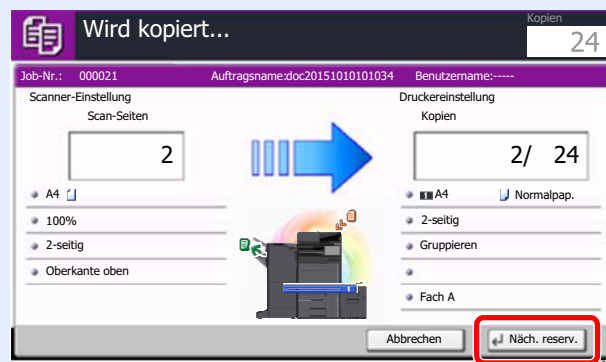 Wird kopiert...
Kopien
24
Job-Nr.: 000021 Auftragsname:doc20151010101034 Benutzername:-----
Scanner-Einstellung Druckereinstellung
Scan-Seiten Kopien
2 2/ 24
A4 1 A4 Normalpap.
100% 2-seitig
2-seitig Gruppieren
Oberkante oben
Fach A
Abbrechen Näch. reserv.